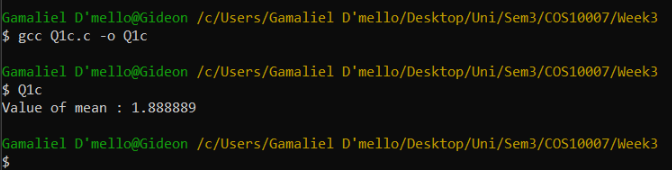 Gamaliel D'mello@Gideon /c/Users/Gamaliel D'mello/Desktop/Uni/Sem3/COS10007/Week3
$ gcc Q1c.c -o Q1c
Gamaliel D'mello@Gideon /c/Users/Gamaliel D'mello/Desktop/Uni/Sem3/COS10007/Week3
$ Q1c
Value of mean : 1.888889
Gamaliel D'mello@Gideon /c/Users/Gamaliel D'mello/Desktop/Uni/Sem3/COS10007/Week3
$